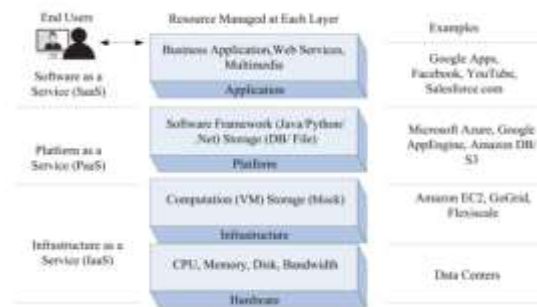 End Users
Resource Managed at Each Layer
Examples
Software as a
Service (SaaS)
Business Application,Web Services,
Multimedia
Application
Google Apps,
Facebook, YouTube,
Salesforce.com
Platform as a
Service (PaaS)
Software Framework (Java/Python/
.Net) Storage (DB/ File)
Platform
Microsoft Azure, Google
AppEngine, Amazon DB/
S3
Infrastructure as a
Service (IaaS)
Computation (VM) Storage (block)
Infrastructure
Amazon EC2, GoGrid,
Flexiscale
CPU, Memory, Disk, Bandwidth
Hardware
Data Centers